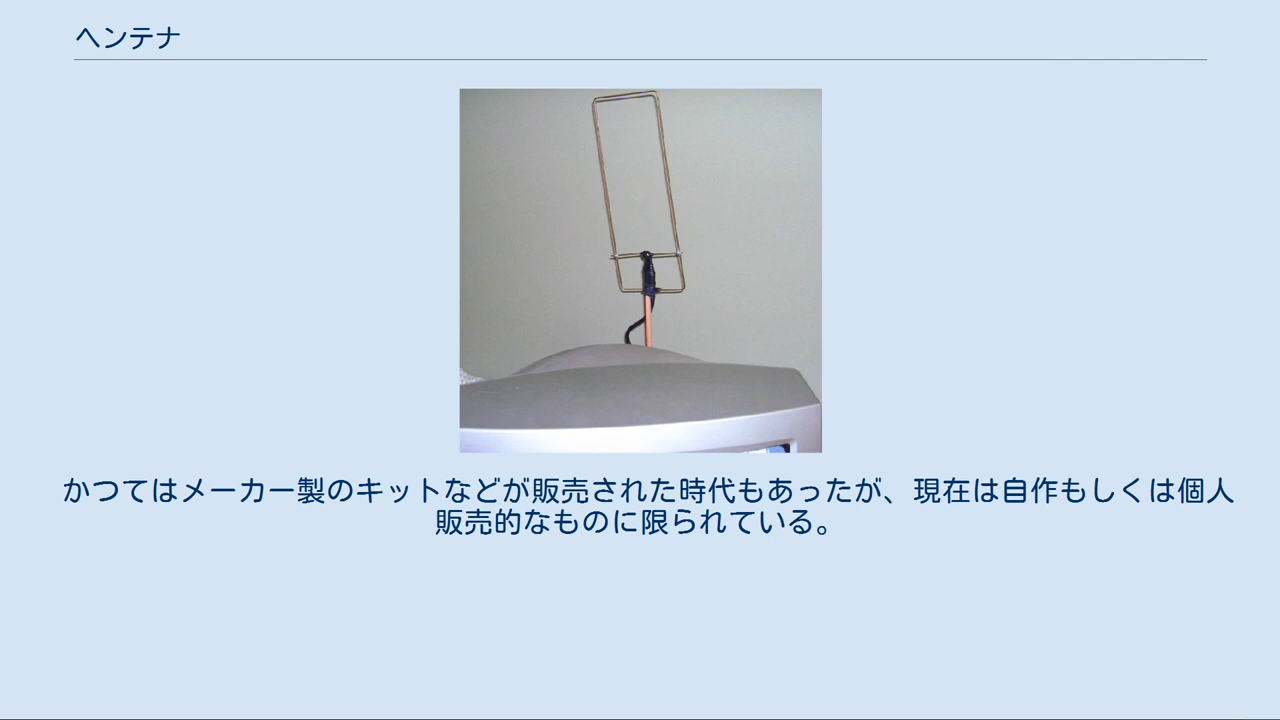 ヘンテナ
かつてはメーカー製のキットなどが販売された時代もあったが、現在は自作もしくは個人
販売的なものに限られている。